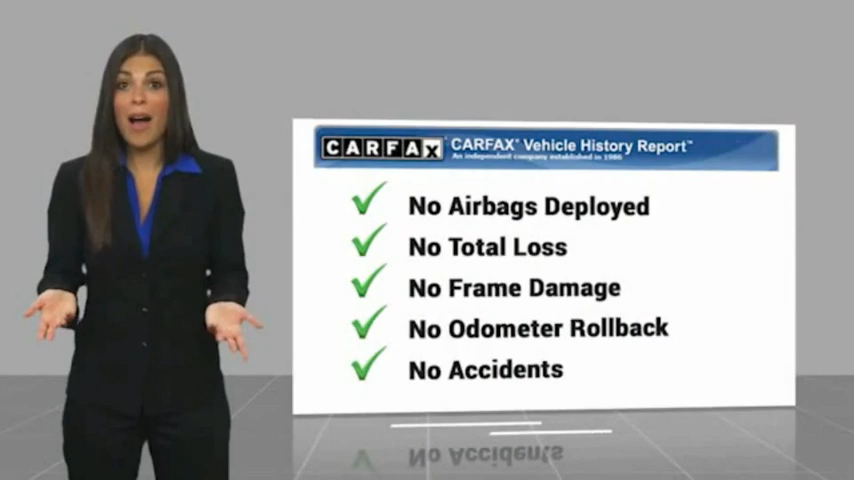 CARFAX
CARFAX® Vehicle History Report™
An independent company established in 1986
No Airbags Deployed
No Total Loss
No Frame Damage
No Odometer Rollback
No Accidents
No Accidents